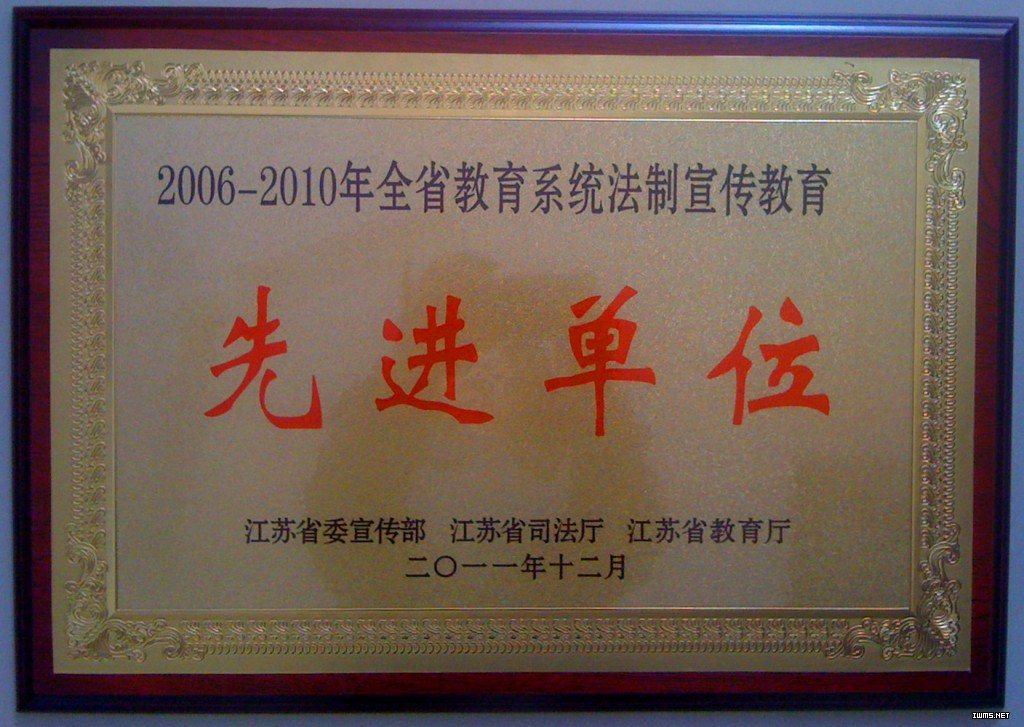 2006-2010年全省教育系统法制宣传教育
先进单位
江苏省委宣传部 江苏省司法厅 江苏省教育厅
二〇一一年十二月
IWMS.NET